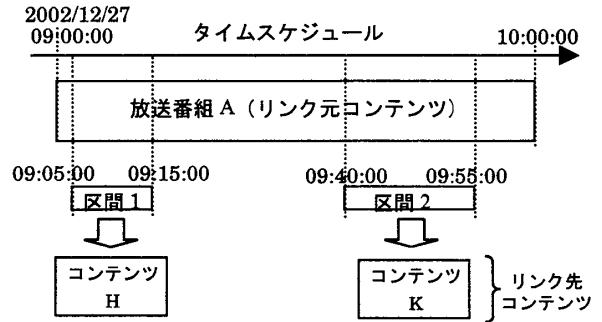 2002/12/27
09:00:00
タイムスケジュール
10:00:00
放送番組 A（リンク元コンテンツ）
09:05:00
09:15:00
09:40:00
09:55:00
区間 1
区間 2
コンテンツ
H
コンテンツ
K
リンク先
コンテンツ